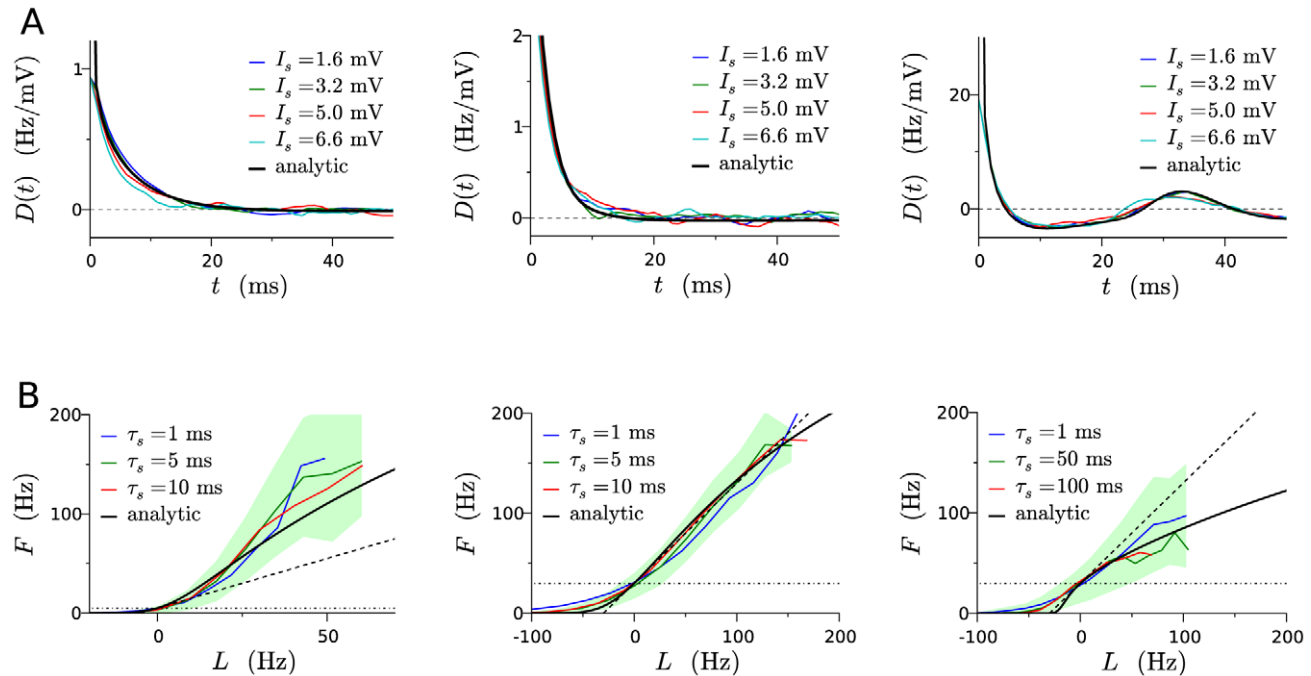 A
D(t) (Hz/mV)
1
0
I_s = 1.6 mV
I_s = 3.2 mV
I_s = 5.0 mV
I_s = 6.6 mV
analytic
0 20 40
t (ms)
D(t) (Hz/mV)
2
1
0
I_s = 1.6 mV
I_s = 3.2 mV
I_s = 5.0 mV
I_s = 6.6 mV
analytic
0 20 40
t (ms)
D(t) (Hz/mV)
20
0
I_s = 1.6 mV
I_s = 3.2 mV
I_s = 5.0 mV
I_s = 6.6 mV
analytic
0 20 40
t (ms)
B
F (Hz)
200
100
0
τ_s = 1 ms
τ_s = 5 ms
τ_s = 10 ms
analytic
0 50
L (Hz)
F (Hz)
200
100
0
τ_s = 1 ms
τ_s = 5 ms
τ_s = 10 ms
analytic
-100 0 100 200
L (Hz)
F (Hz)
200
100
0
τ_s = 1 ms
τ_s = 50 ms
τ_s = 100 ms
analytic
-100 0 100 200
L (Hz)